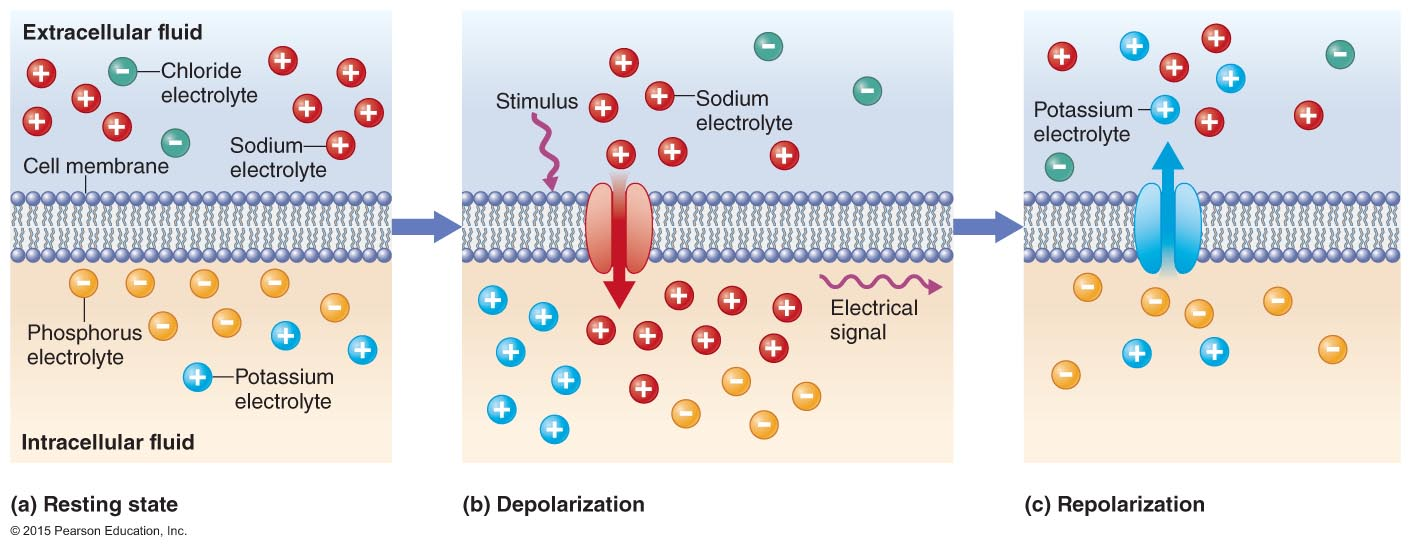 Extracellular fluid
Chloride
electrolyte
Sodium
electrolyte
Cell membrane
Phosphorus
electrolyte
Potassium
electrolyte
Intracellular fluid
(a) Resting state
© 2015 Pearson Education, Inc.
Stimulus
Sodium
electrolyte
Electrical
signal
(b) Depolarization
Potassium
electrolyte
(c) Repolarization